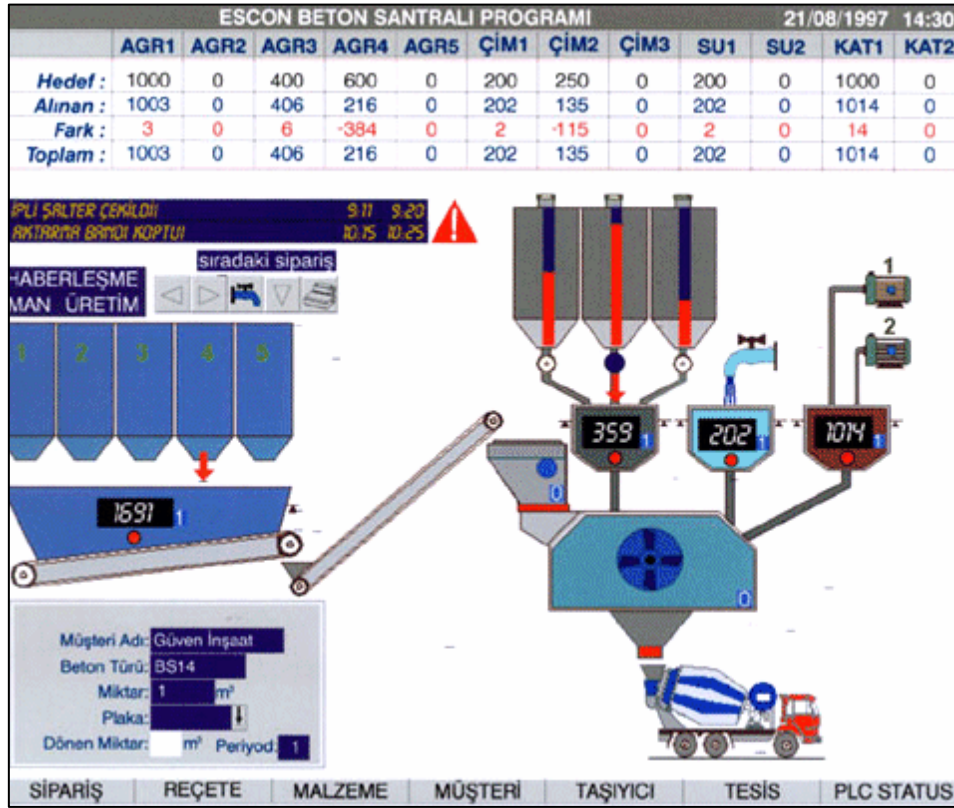 ESCON BETON SANTRALI PROGRAMI 21/08/1997 14:30
AGR1 AGR2 AGR3 AGR4 AGR5 ÇİM1 ÇİM2 ÇİM3 SU1 SU2 KAT1 KAT2
Hedef : 1000 0 400 600 0 200 250 0 200 0 1000 0
Alınan : 1003 0 406 216 0 202 135 0 202 0 1014 0
Fark : 3 0 6 -384 0 2 -115 0 2 0 14 0
Toplam : 1003 0 406 216 0 202 135 0 202 0 1014 0
İPLİ ŞALTER ÇEKİLDİ! 9:11 9:20
AKTARMA BANDI KOPTU! 10:15 10:25
sıradaki sipariş
HABERLEŞME
MAN ÜRETİM
1
2
1 2 3 4 5
359 1 202 1 1014 1
0
1691 1
0
Müşteri Adı: Güven İnşaat
Beton Türü: BS14
Miktar: 1 m³
Plaka:
Dönen Miktar: m³ Periyod: 1
SİPARİŞ REÇETE MALZEME MÜŞTERİ TAŞIYICI TESİS PLC STATUS